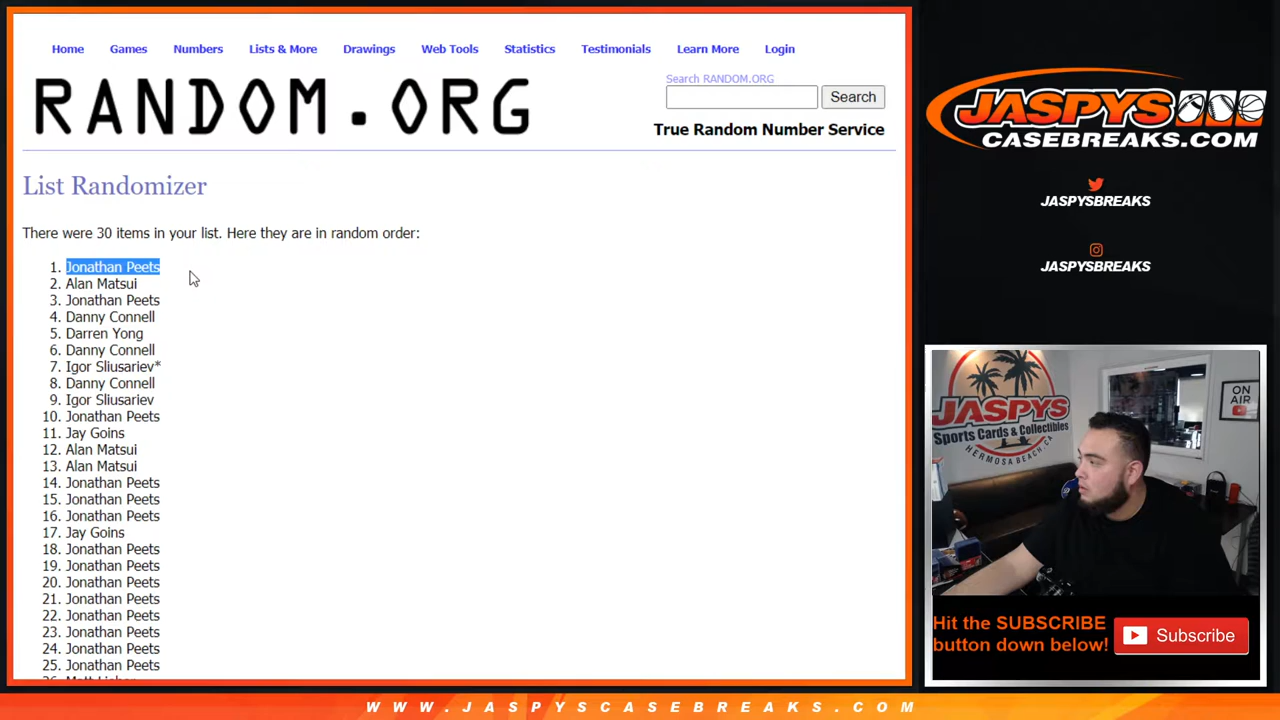 Home Games Numbers Lists & More Drawings Web Tools Statistics Testimonials Learn More Login
RANDOM.ORG
Search RANDOM.ORG
Search
True Random Number Service
List Randomizer
There were 30 items in your list. Here they are in random order:
1. Jonathan Peets
2. Alan Matsui
3. Jonathan Peets
4. Danny Connell
5. Darren Yong
6. Danny Connell
7. Igor Sliusariev*
8. Danny Connell
9. Igor Sliusariev
10. Jonathan Peets
11. Jay Goins
12. Alan Matsui
13. Alan Matsui
14. Jonathan Peets
15. Jonathan Peets
16. Jonathan Peets
17. Jay Goins
18. Jonathan Peets
19. Jonathan Peets
20. Jonathan Peets
21. Jonathan Peets
22. Jonathan Peets
23. Jonathan Peets
24. Jonathan Peets
25. Jonathan Peets
JASPYS
CASEBREAKS.COM
JASPYSBREAKS
JASPYSBREAKS
JASPYS
Sports Cards & Collectibles
HERMOSA BEACH, CA
ON
AIR
Hit the SUBSCRIBE
button down below!
Subscribe
WWW.JASPYSCASEBREAKS.COM